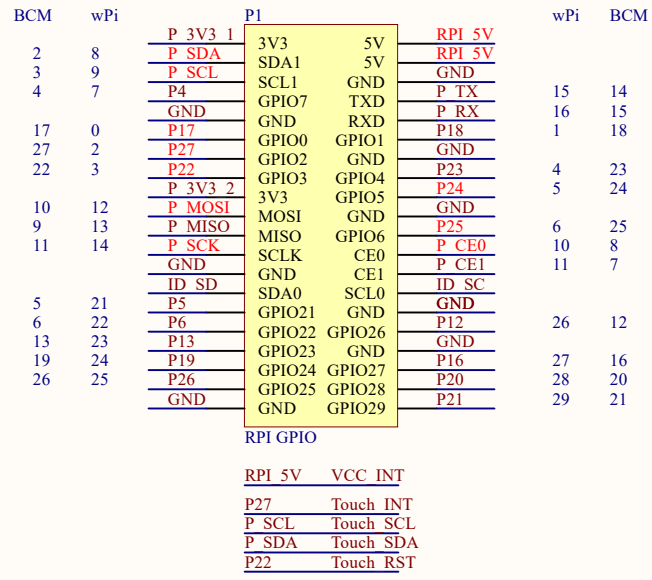 BCM wPi P1 wPi BCM
P_3V3_1 3V3 5V RPI_5V
2 8 P_SDA SDA1 5V RPI_5V
3 9 P_SCL SCL1 GND GND
4 7 P4 GPIO7 TXD P_TX 15 14
GND GND RXD P_RX 16 15
17 0 P17 GPIO0 GPIO1 P18 1 18
27 2 P27 GPIO2 GND GND
22 3 P22 GPIO3 GPIO4 P23 4 23
P_3V3_2 3V3 GPIO5 P24 5 24
10 12 P_MOSI MOSI GND GND
9 13 P_MISO MISO GPIO6 P25 6 25
11 14 P_SCK SCLK CE0 P_CE0 10 8
GND GND CE1 P_CE1 11 7
ID_SD SDA0 SCL0 ID_SC
5 21 P5 GPIO21 GND GND
6 22 P6 GPIO22 GPIO26 P12 26 12
13 23 P13 GPIO23 GND GND
19 24 P19 GPIO24 GPIO27 P16 27 16
26 25 P26 GPIO25 GPIO28 P20 28 20
GND GND GPIO29 P21 29 21
RPI GPIO
RPI_5V VCC_INT
P27 Touch_INT
P_SCL Touch_SCL
P_SDA Touch_SDA
P22 Touch_RST